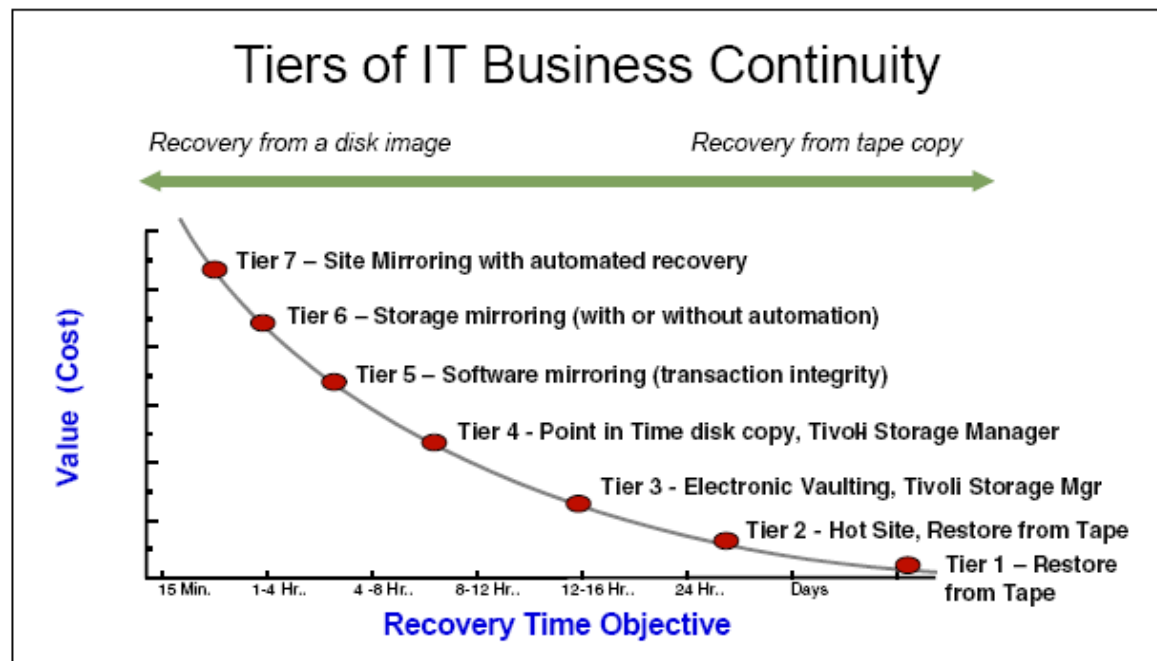 Tiers of IT Business Continuity
Recovery from a disk image
Recovery from tape copy
Value (Cost)
Tier 7 – Site Mirroring with automated recovery
Tier 6 – Storage mirroring (with or without automation)
Tier 5 – Software mirroring (transaction integrity)
Tier 4 - Point in Time disk copy, Tivoli Storage Manager
Tier 3 - Electronic Vaulting, Tivoli Storage Mgr
Tier 2 - Hot Site, Restore from Tape
Tier 1 – Restore
from Tape
15 Min.
1-4 Hr..
4 -8 Hr..
8-12 Hr..
12-16 Hr..
24 Hr..
Days
Recovery Time Objective